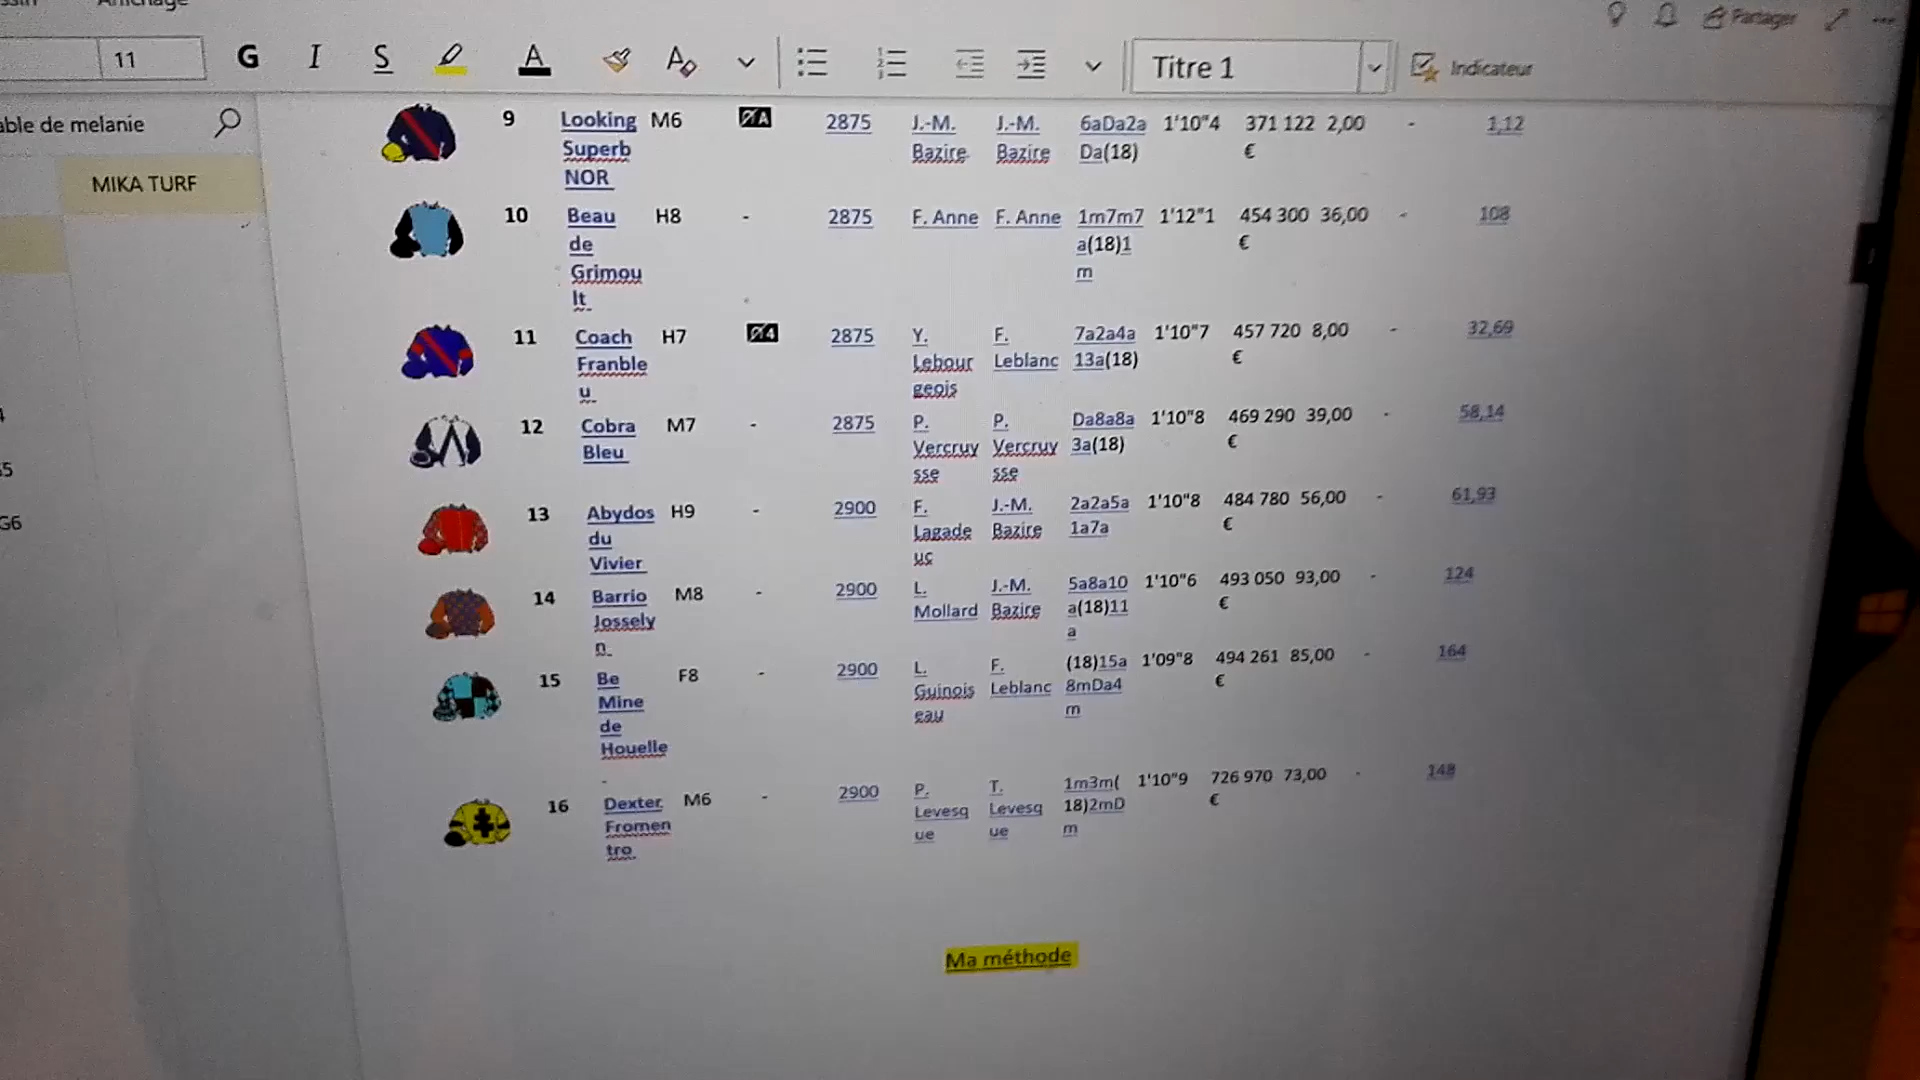 Affichage
Partager
11 G I S A A Titre 1 Indicateur
able de melanie
MIKA TURF
9 Looking M6 A 2875 J.-M. J.-M. 6aDa2a 1'10"4 371 122 2,00 - 1,12
Superb Bazire Bazire Da(18) €
NOR
10 Beau H8 - 2875 F. Anne F. Anne 1m7m7 1'12"1 454 300 36,00 - 108
de a(18)1 €
Grimou m
lt
11 Coach H7 4 2875 Y. F. 7a2a4a 1'10"7 457 720 8,00 - 32,69
Franble Lebour Leblanc 13a(18) €
u geois
12 Cobra M7 - 2875 P. P. Da8a8a 1'10"8 469 290 39,00 - 58,14
Bleu Vercruy Vercruy 3a(18) €
sse sse
13 Abydos H9 - 2900 F. J.-M. 2a2a5a 1'10"8 484 780 56,00 - 61,93
du Lagade Bazire 1a7a €
Vivier uc
14 Barrio M8 - 2900 L. J.-M. 5a8a10 1'10"6 493 050 93,00 - 124
Jossely Mollard Bazire a(18)11 €
n a
15 Be F8 - 2900 L. F. (18)15a 1'09"8 494 261 85,00 - 164
Mine Guinois Leblanc 8mDa4 €
de eau m
Houelle
-
16 Dexter M6 - 2900 P. T. 1m3m( 1'10"9 726 970 73,00 - 148
Fromen Levesq Levesq 18)2mD €
tro ue ue m
Ma méthode